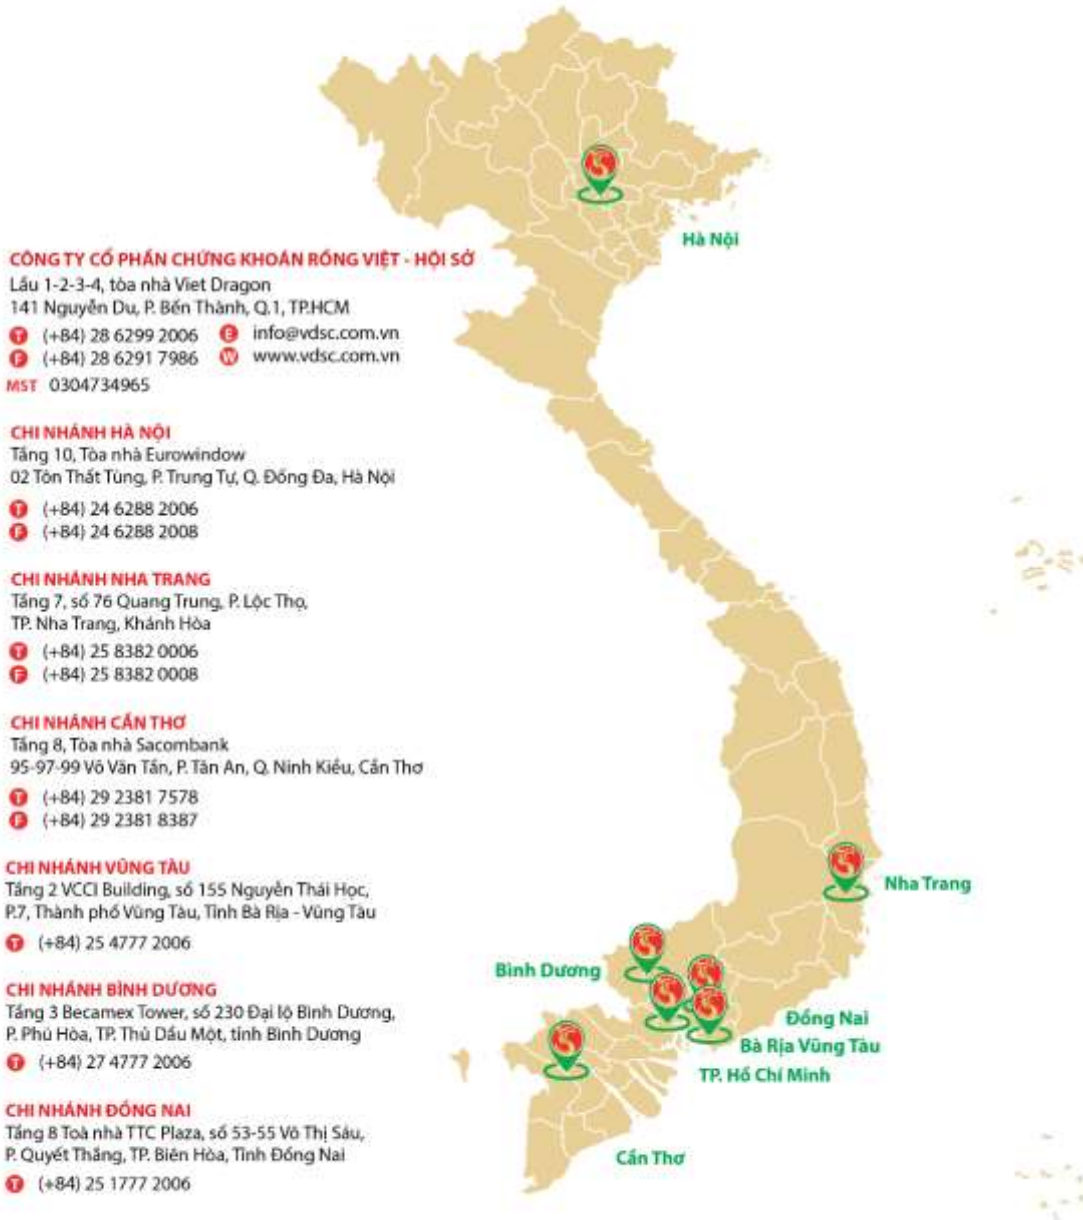 CÔNG TY CỔ PHẦN CHỨNG KHOÁN RỒNG VIỆT - HỘI SỞ
Lầu 1-2-3-4, tòa nhà Viet Dragon
141 Nguyễn Du, P. Bến Thành, Q.1, TP.HCM
T (+84) 28 6299 2006 E info@vdsc.com.vn
F (+84) 28 6291 7986 W www.vdsc.com.vn
MST 0304734965
CHI NHÁNH HÀ NỘI
Tầng 10, Tòa nhà Eurowindow
02 Tôn Thất Tùng, P. Trung Tự, Q. Đống Đa, Hà Nội
T (+84) 24 6288 2006
F (+84) 24 6288 2008
CHI NHÁNH NHA TRANG
Tầng 7, số 76 Quang Trung, P. Lộc Thọ,
TP. Nha Trang, Khánh Hòa
T (+84) 25 8382 0006
F (+84) 25 8382 0008
CHI NHÁNH CẦN THƠ
Tầng 8, Tòa nhà Sacombank
95-97-99 Võ Văn Tần, P. Tân An, Q. Ninh Kiều, Cần Thơ
T (+84) 29 2381 7578
F (+84) 29 2381 8387
CHI NHÁNH VŨNG TÀU
Tầng 2 VCCI Building, số 155 Nguyễn Thái Học,
P.7, Thành phố Vũng Tàu, Tỉnh Bà Rịa - Vũng Tàu
T (+84) 25 4777 2006
CHI NHÁNH BÌNH DƯƠNG
Tầng 3 Becamex Tower, số 230 Đại lộ Bình Dương,
P. Phú Hòa, TP. Thủ Dầu Một, tỉnh Bình Dương
T (+84) 27 4777 2006
CHI NHÁNH ĐỒNG NAI
Tầng 8 Toà nhà TTC Plaza, số 53-55 Võ Thị Sáu,
P. Quyết Thắng, TP. Biên Hòa, Tỉnh Đồng Nai
T (+84) 25 1777 2006
Hà Nội
Nha Trang
Bình Dương
Đồng Nai
Bà Rịa Vũng Tàu
TP. Hồ Chí Minh
Cần Thơ